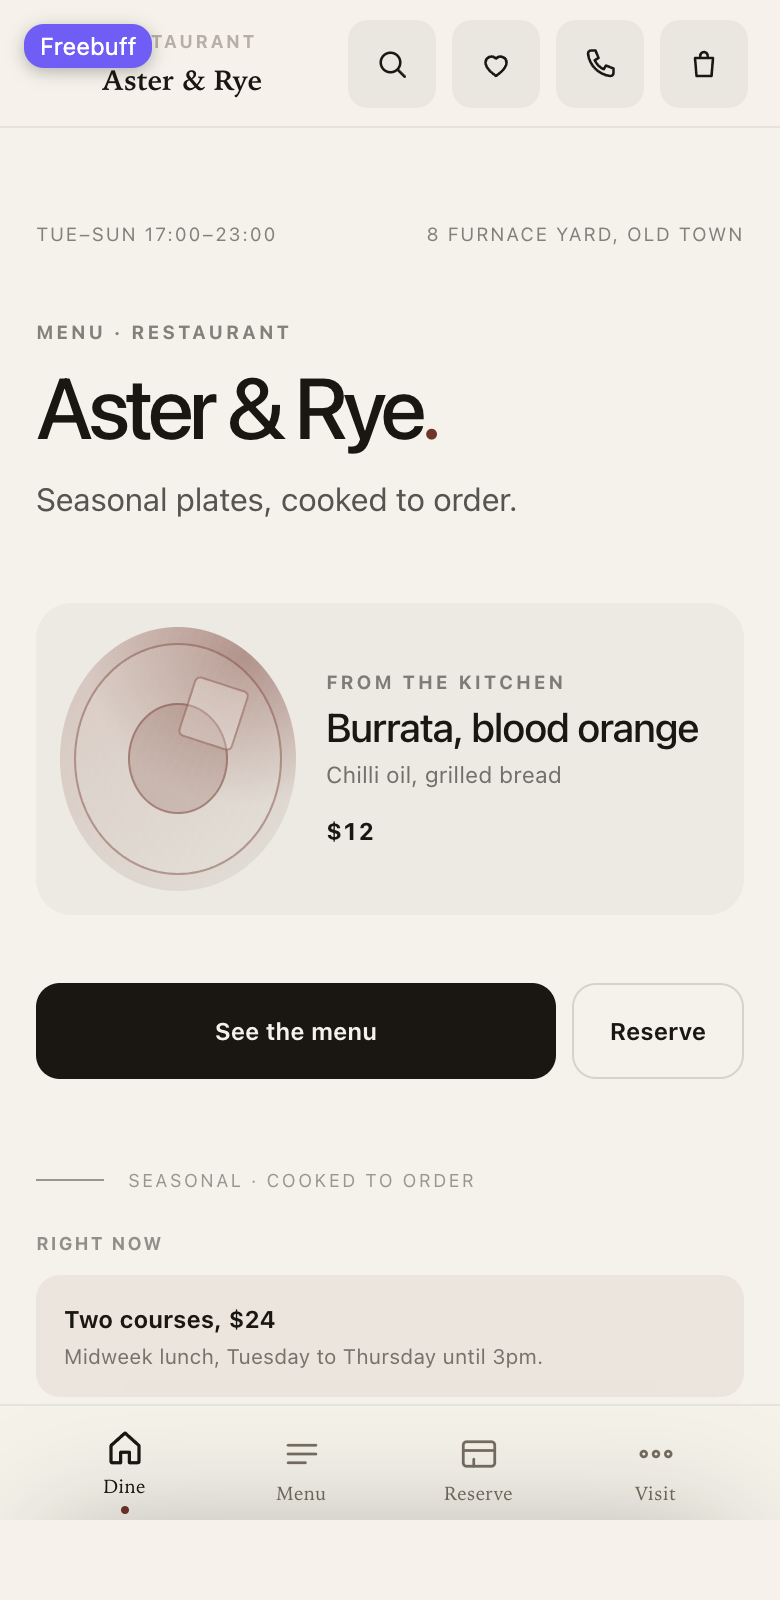 Freebuff
TAURANT
Aster & Rye
TUE–SUN 17:00–23:00
8 FURNACE YARD, OLD TOWN
MENU · RESTAURANT
Aster & Rye.
Seasonal plates, cooked to order.
FROM THE KITCHEN
Burrata, blood orange
Chilli oil, grilled bread
$12
See the menu
Reserve
SEASONAL · COOKED TO ORDER
RIGHT NOW
Two courses, $24
Midweek lunch, Tuesday to Thursday until 3pm.
Dine
Menu
Reserve
Visit